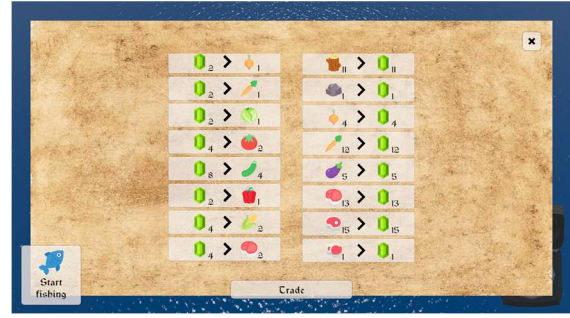 2 > 1 11 > 11
2 > 1 1 > 1
2 > 1 4 > 4
4 > 2 12 > 12
8 > 4 5 > 5
2 > 1 13 > 13
4 > 2 15 > 15
4 > 2 1 > 1
Start
fishing
Trade